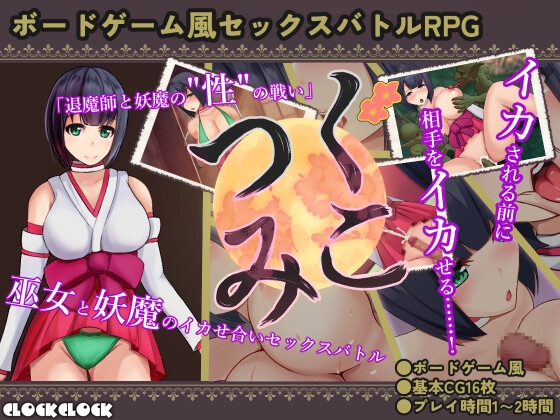 ボードゲーム風セックスバトルRPG
「退魔師と妖魔の"性"の戦い」
つくみこ
イカされる前に
相手をイカせる……!
巫女と妖魔のイカせ合いセックスバトル
●ボードゲーム風
●基本CG16枚
●プレイ時間1～2時間
CLOCKCLOCK